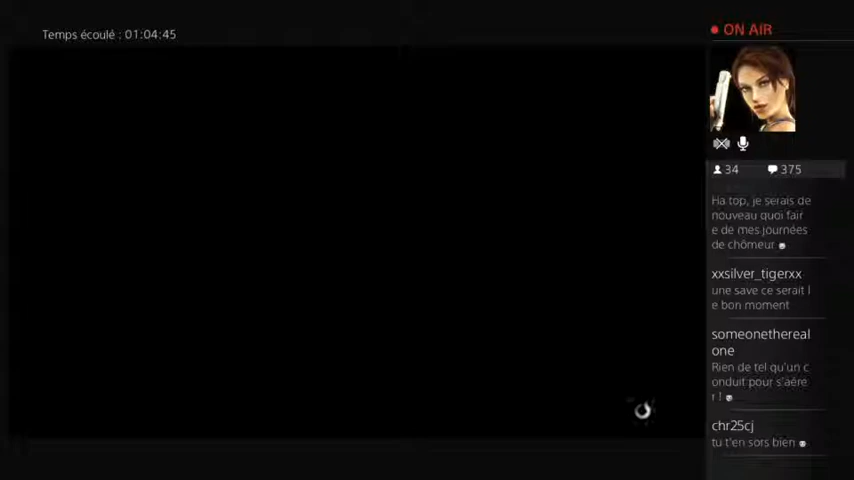 Temps écoulé : 01:04:45
ON AIR
34 375
Ha top, je serais de
nouveau quoi fair
e de mes journées
de chômeur
xxsilver_tigerxx
une save ce serait l
e bon moment
someonethereal
one
Rien de tel qu'un c
onduit pour s'aére
r !
chr25cj
tu t'en sors bien